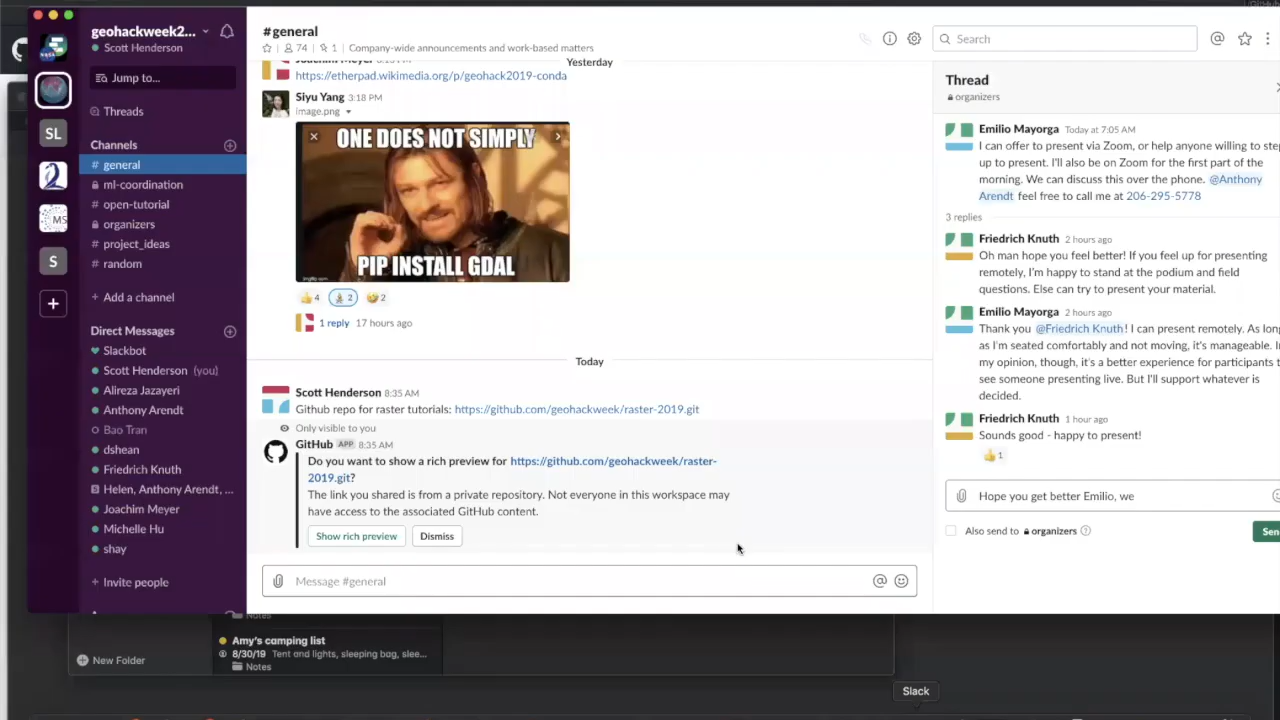 GitHub
geohackweek2...
Scott Henderson
Jump to...
Threads
Channels
# general
ml-coordination
# open-tutorial
organizers
# project_ideas
# random
+ Add a channel
Direct Messages
Slackbot
Scott Henderson (you)
Alireza Jazayeri
Anthony Arendt
Bao Tran
dshean
Friedrich Knuth
Helen, Anthony Arendt, ...
Joachim Meyer
Michelle Hu
shay
+ Invite people
SL
MS
S
+
#general
74 | 1 | Company-wide announcements and work-based matters
Search
Yesterday
Joachim Meyer
https://etherpad.wikimedia.org/p/geohack2019-conda
Siyu Yang 3:18 PM
image.png
ONE DOES NOT SIMPLY
PIP INSTALL GDAL
imgflip.com
4 2 2
1 reply 17 hours ago
Today
Scott Henderson 8:35 AM
Github repo for raster tutorials: https://github.com/geohackweek/raster-2019.git
Only visible to you
GitHub APP 8:35 AM
Do you want to show a rich preview for https://github.com/geohackweek/raster-
2019.git?
The link you shared is from a private repository. Not everyone in this workspace may
have access to the associated GitHub content.
Show rich preview Dismiss
Message #general
Thread
organizers
Emilio Mayorga Today at 7:05 AM
I can offer to present via Zoom, or help anyone willing to step
up to present. I'll also be on Zoom for the first part of the
morning. We can discuss this over the phone. @Anthony
Arendt feel free to call me at 206-295-5778
3 replies
Friedrich Knuth 2 hours ago
Oh man hope you feel better! If you feel up for presenting
remotely, I'm happy to stand at the podium and field
questions. Else can try to present your material.
Emilio Mayorga 2 hours ago
Thank you @Friedrich Knuth! I can present remotely. As long
as I'm seated comfortably and not moving, it's manageable. In
my opinion, though, it's a better experience for participants t
see someone presenting live. But I'll support whatever is
decided.
Friedrich Knuth 1 hour ago
Sounds good - happy to present!
1
Hope you get better Emilio, we
Also send to organizers
Sen
Notes
Amy's camping list
8/30/19 Tent and lights, sleeping bag, slee...
Notes
New Folder
Slack